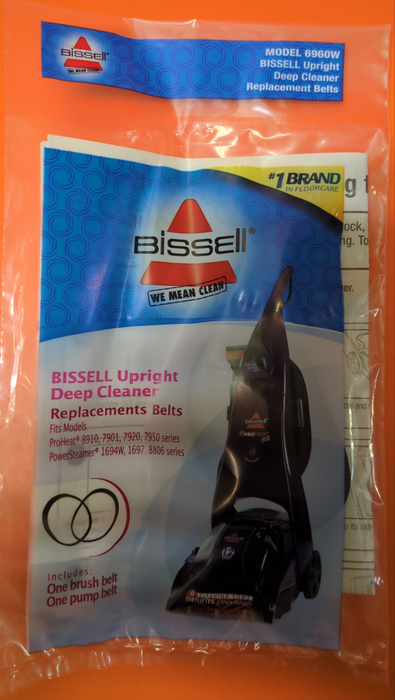 BISSELL®
WE MEAN CLEAN
MODEL 6960W
BISSELL Upright
Deep Cleaner
Replacement Belts
#1 BRAND
IN FLOORCARE
BISSELL®
WE MEAN CLEAN
BISSELL Upright
Deep Cleaner
Replacements Belts
Fits Models
ProHeat® 8910, 7901, 7920, 7950 series
PowerSteamer® 1694W, 1697, 8806 series
Includes:
One brush belt
One pump belt
BISSELL
PROheat